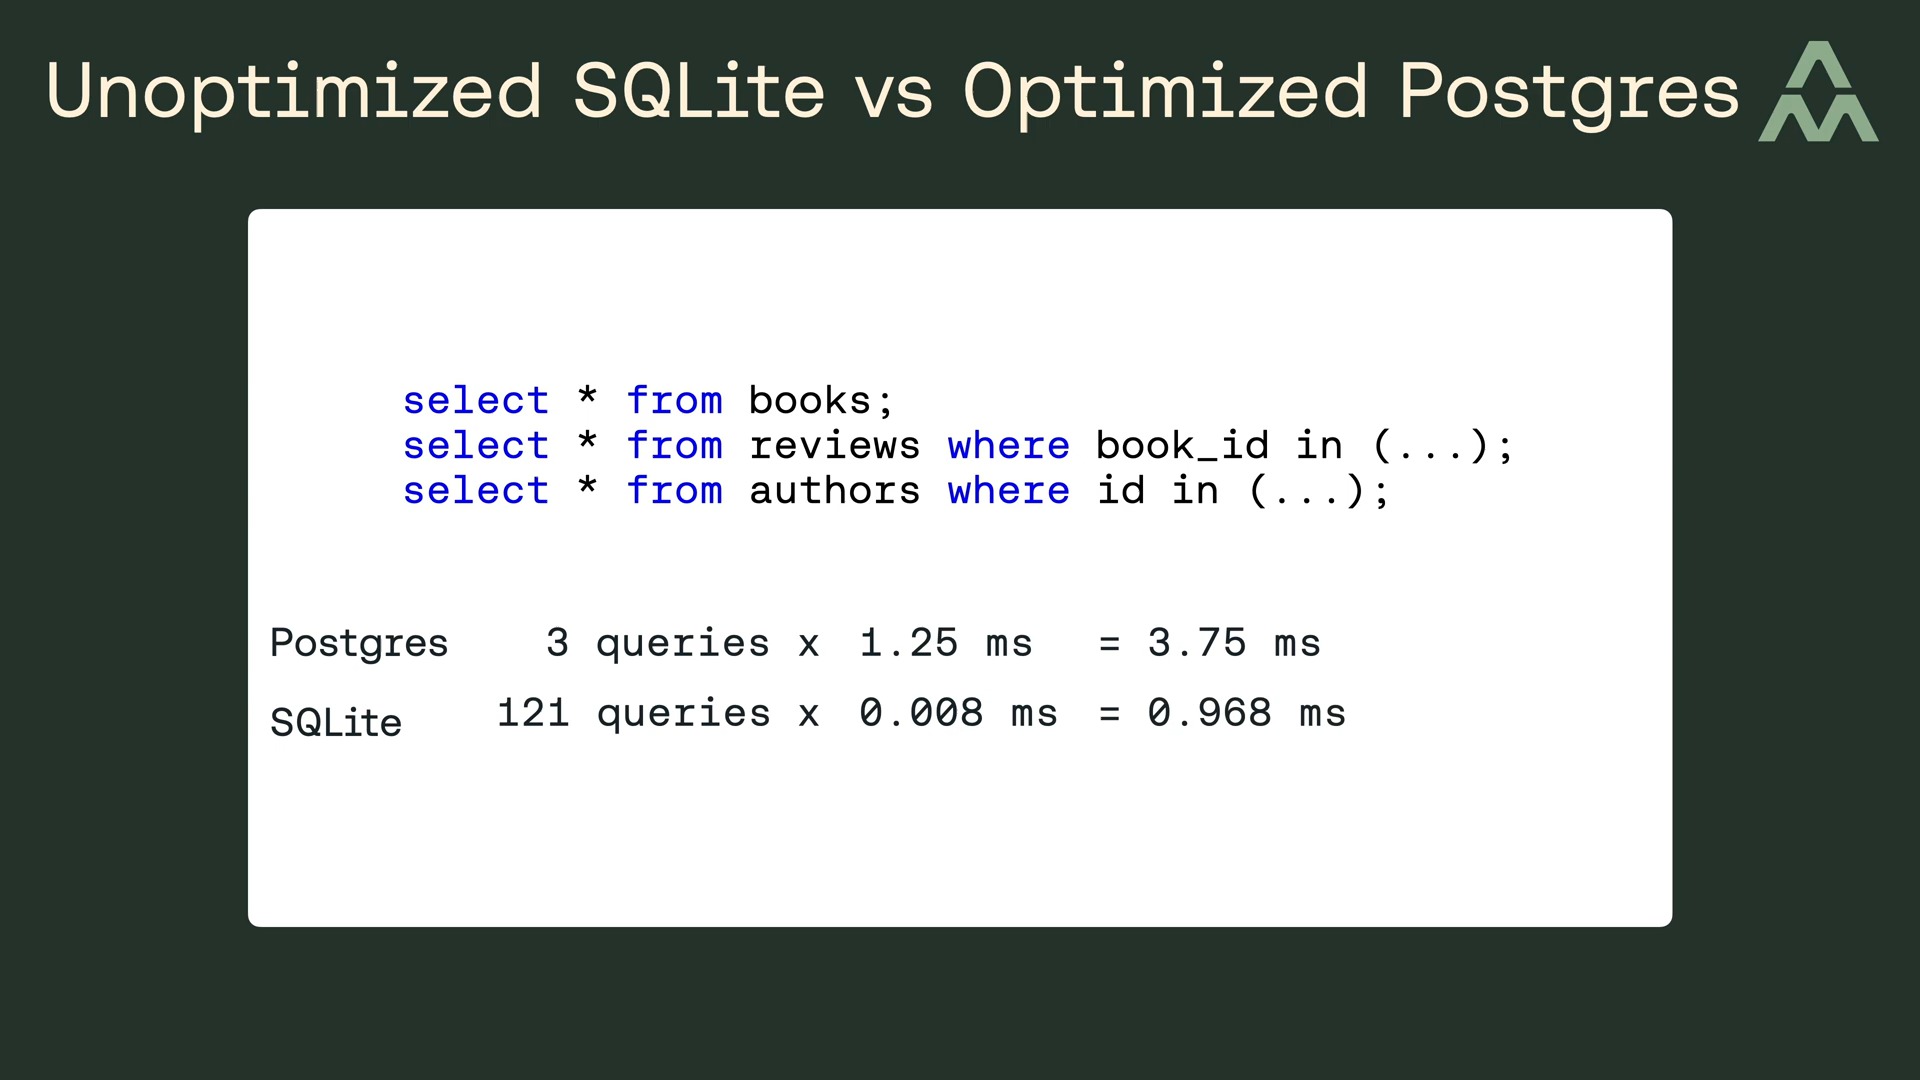 Unoptimized SQLite vs Optimized Postgres
select * from books;
select * from reviews where book_id in (...);
select * from authors where id in (...);
Postgres 3 queries x 1.25 ms = 3.75 ms
SQLite 121 queries x 0.008 ms = 0.968 ms